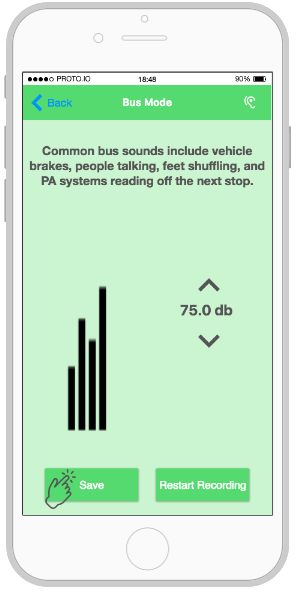 PROTO.IO 18:48 90%
Back Bus Mode
Common bus sounds include vehicle
brakes, people talking, feet shuffling, and
PA systems reading off the next stop.
75.0 db
Save Restart Recording